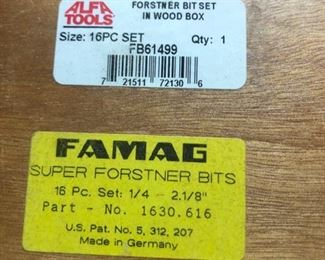 ALFA
TOOLS
FORSTNER BIT SET
IN WOOD BOX
Size: 16PC SET
Qty: 1
FB61499
7 21511 72130 6
FAMAG
SUPER FORSTNER BITS
16 Pc. Set: 1/4 - 2.1/8"
Part - No. 1630.616
U.S. Pat. No. 5, 312, 207
Made in Germany